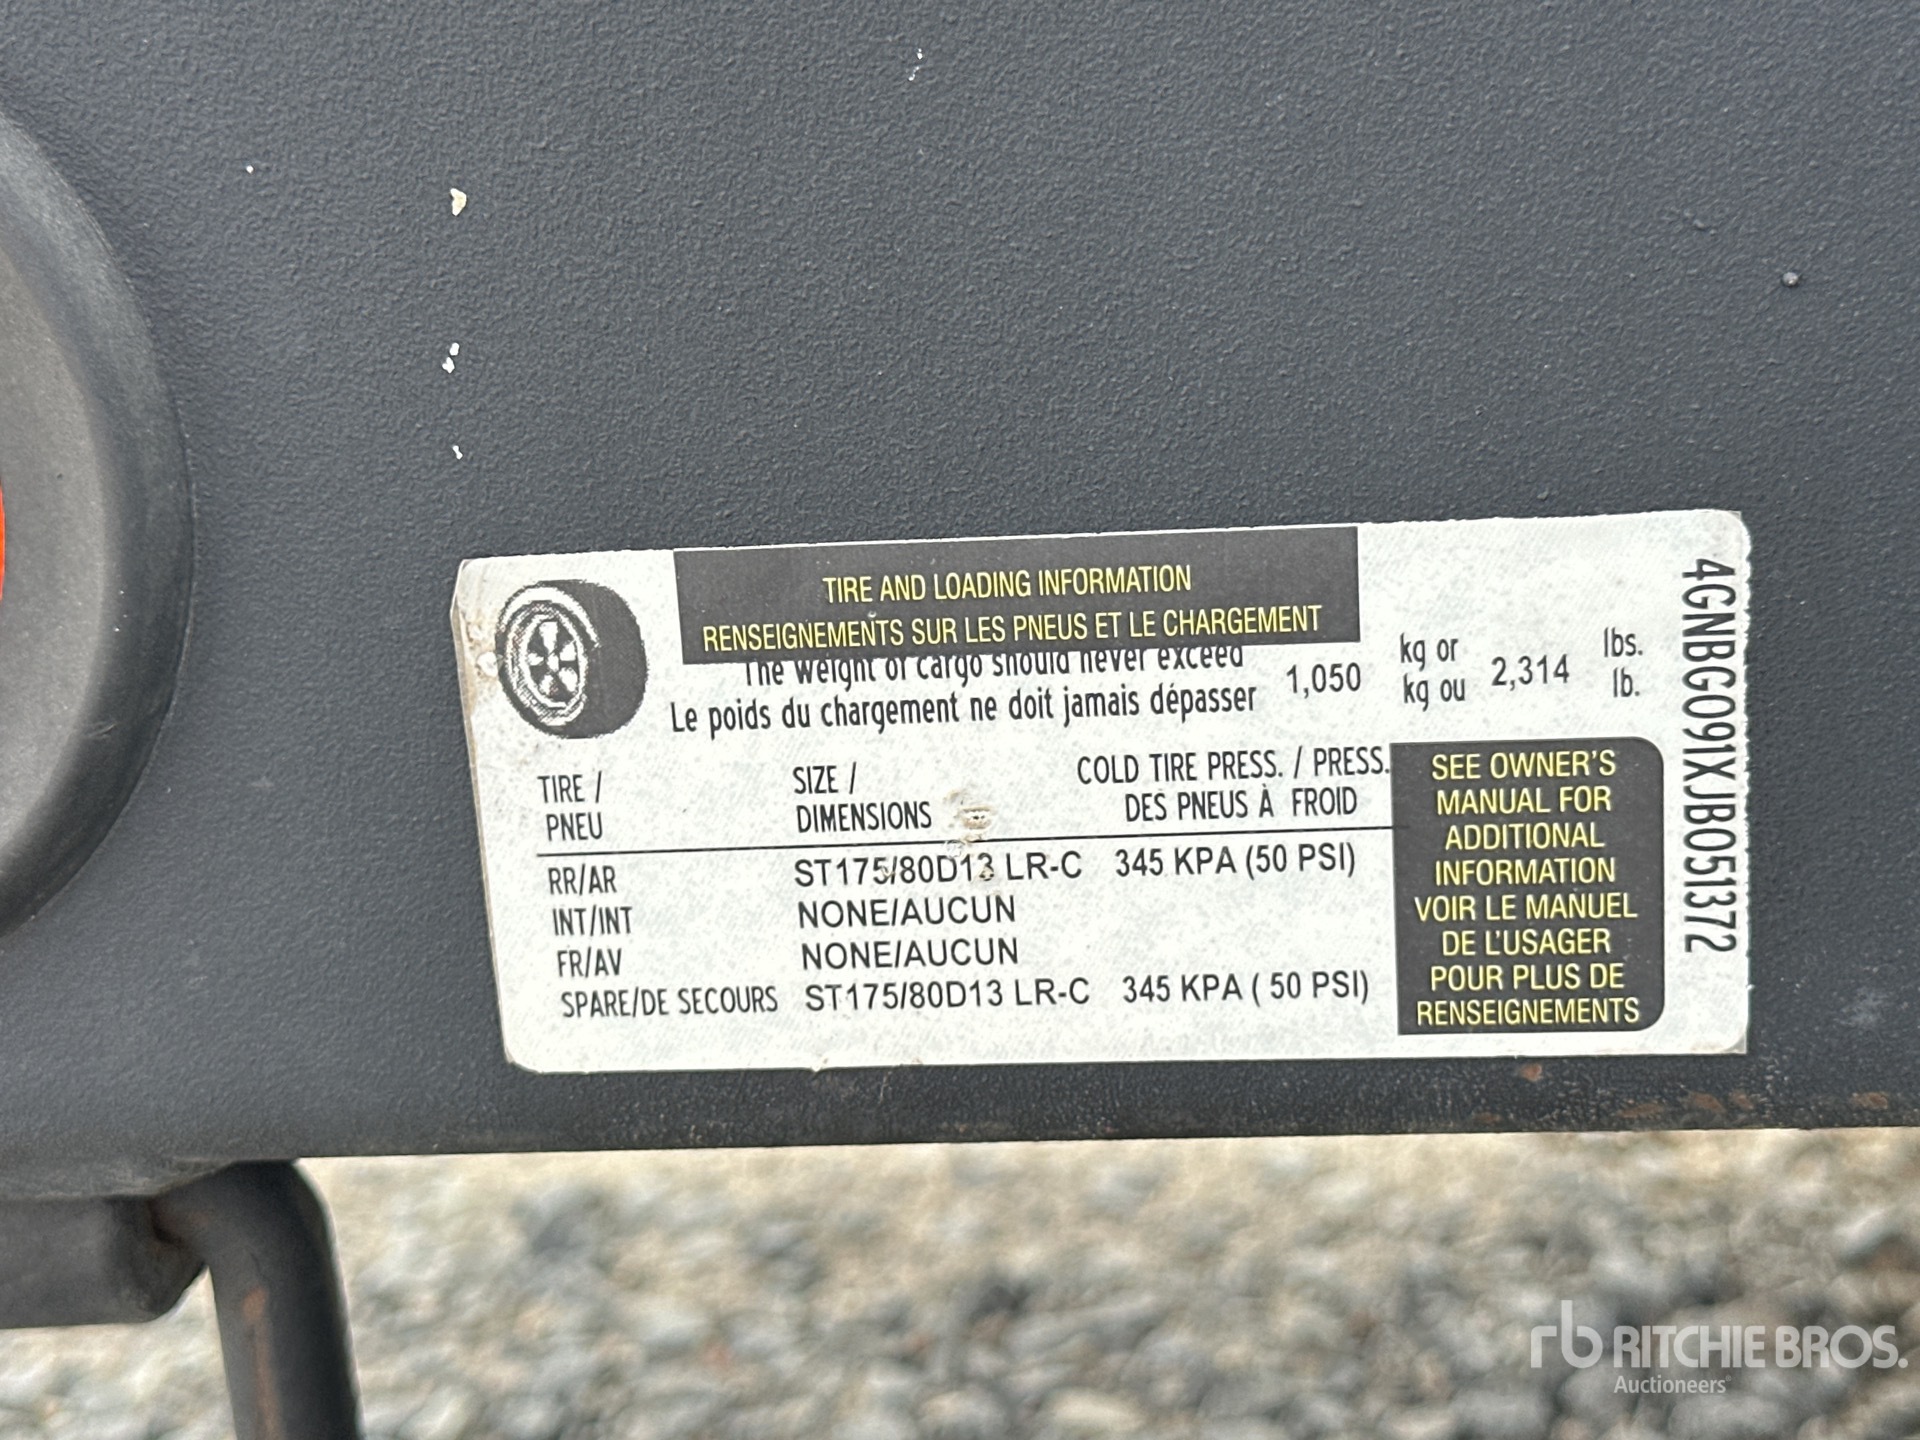 TIRE AND LOADING INFORMATION
RENSEIGNEMENTS SUR LES PNEUS ET LE CHARGEMENT
The weight of cargo should never exceed
Le poids du chargement ne doit jamais dépasser
1,050
kg or
kg ou
2,314
lbs.
lb.
TIRE /
PNEU
SIZE /
DIMENSIONS
COLD TIRE PRESS. / PRESS.
DES PNEUS À FROID
RR/AR ST175/80D13 LR-C 345 KPA (50 PSI)
INT/INT NONE/AUCUN
FR/AV NONE/AUCUN
SPARE/DE SECOURS ST175/80D13 LR-C 345 KPA ( 50 PSI)
SEE OWNER'S
MANUAL FOR
ADDITIONAL
INFORMATION
VOIR LE MANUEL
DE L'USAGER
POUR PLUS DE
RENSEIGNEMENTS
4GNBG091XJB051372
rb RITCHIE BROS.
Auctioneers